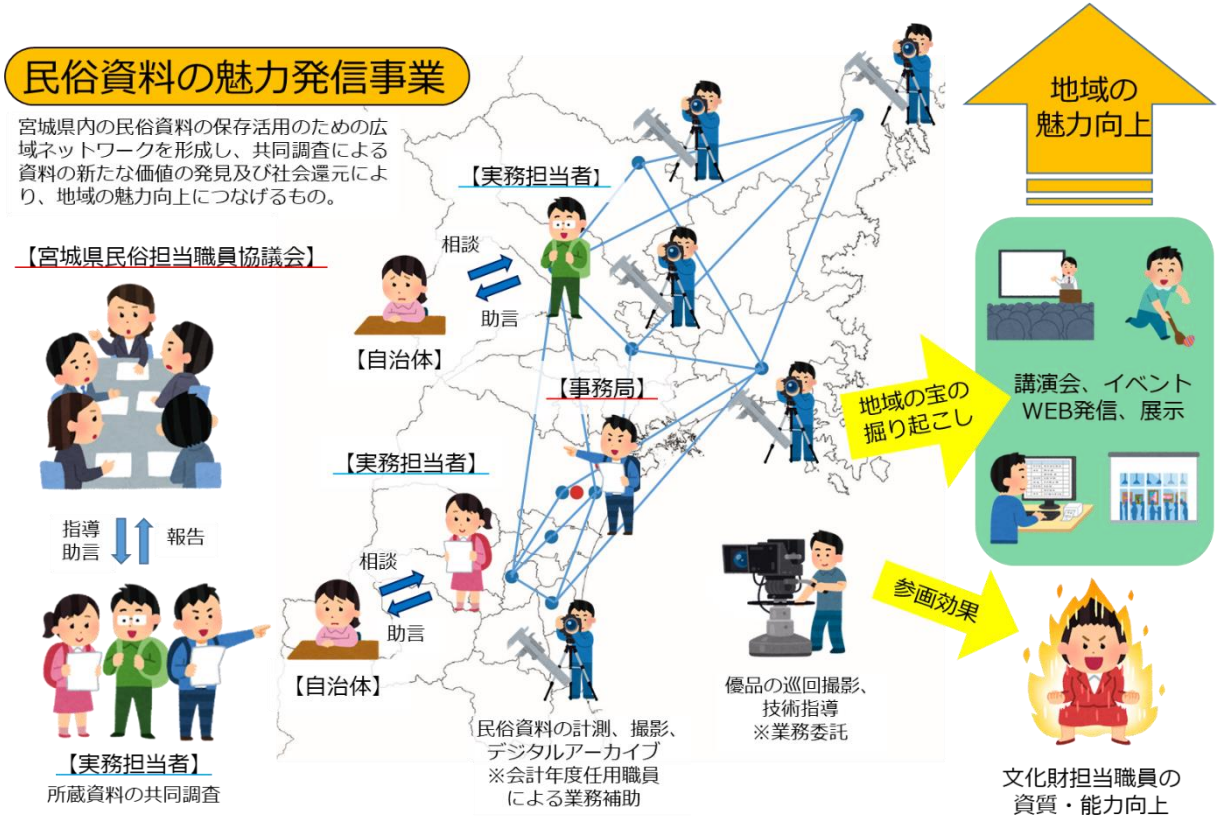 民俗資料の魅力発信事業
宮城県内の民俗資料の保存活用のための広
域ネットワークを形成し、共同調査による
資料の新たな価値の発見及び社会還元によ
り、地域の魅力向上につなげるもの。
【宮城県民俗担当職員協議会】
指導
助言
報告
【実務担当者】
所蔵資料の共同調査
【実務担当者】
相談
助言
【自治体】
【事務局】
【実務担当者】
相談
助言
【自治体】
民俗資料の計測、撮影、
デジタルアーカイブ
※会計年度任用職員
による業務補助
優品の巡回撮影、
技術指導
※業務委託
地域の宝の
掘り起こし
参画効果
地域の
魅力向上
講演会、イベント
WEB発信、展示
文化財担当職員の
資質・能力向上